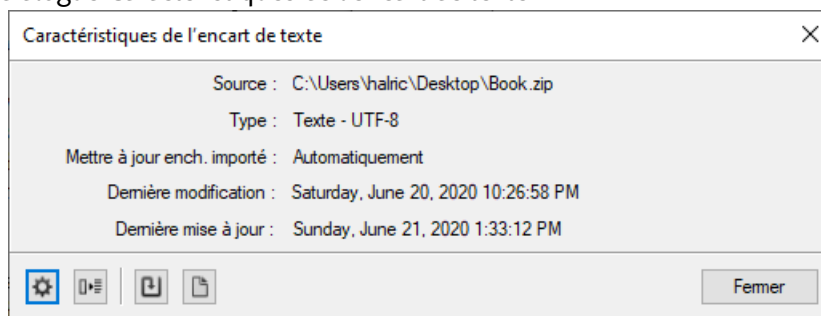 Caractéristiques de l'encart de texte
Source : C:\Users\halric\Desktop\Book.zip
Type : Texte - UTF-8
Mettre à jour ench. importé : Automatiquement
Dernière modification : Saturday, June 20, 2020 10:26:58 PM
Dernière mise à jour : Sunday, June 21, 2020 1:33:12 PM
Fermer